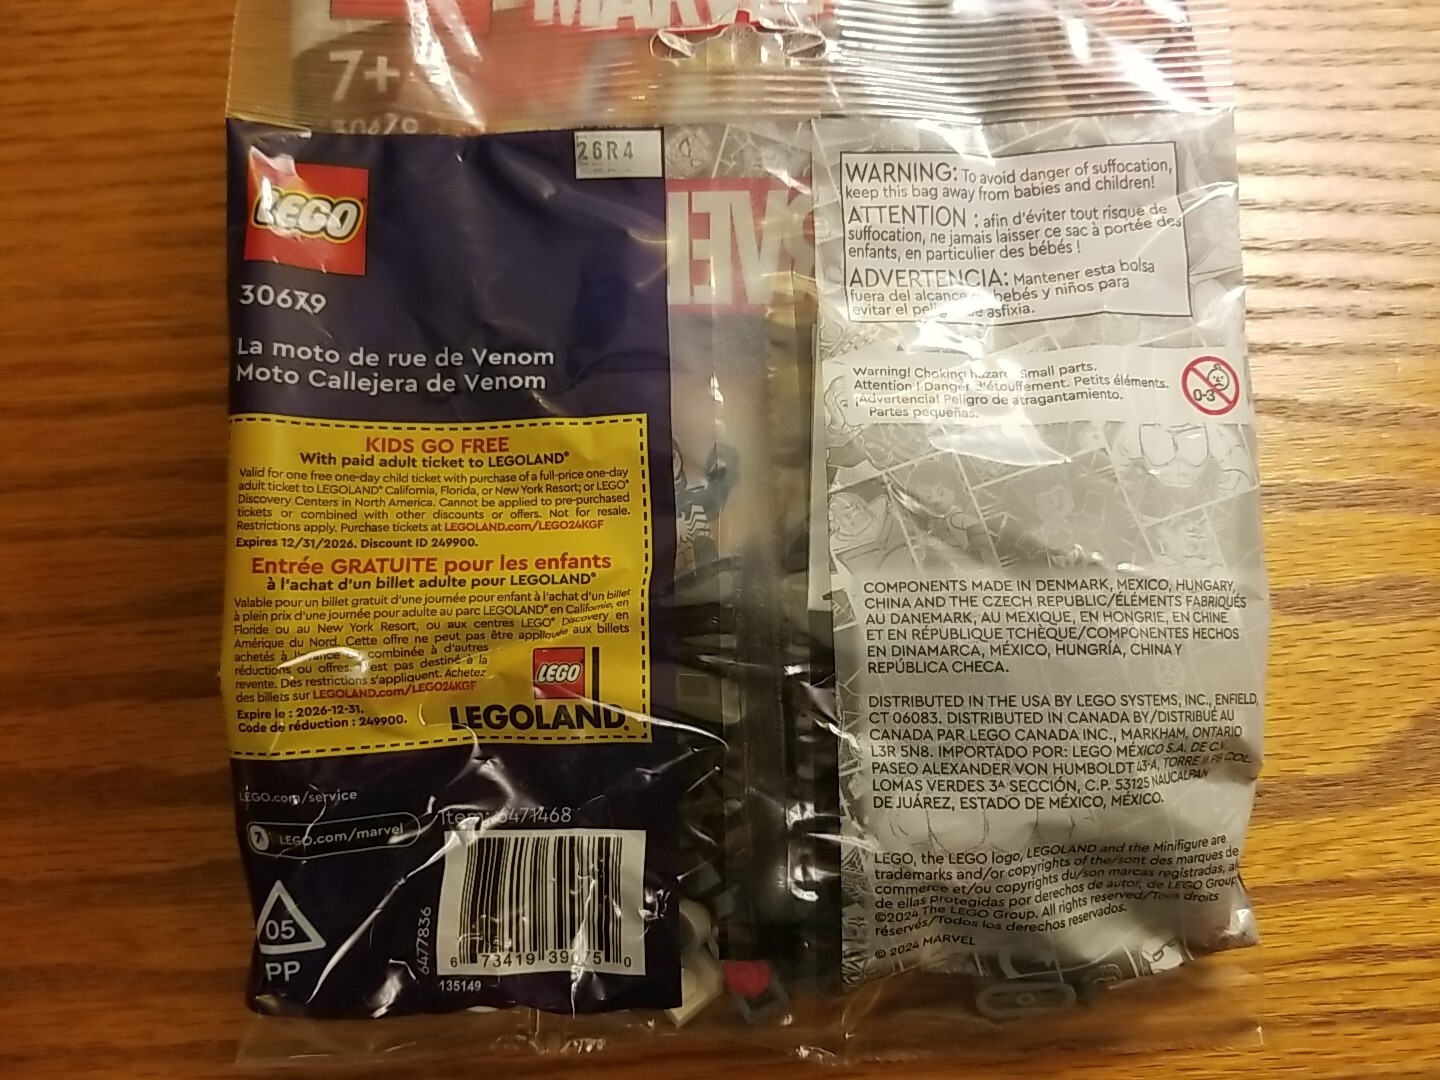 MARVEL
7+
30679
26R4
LEGO
30679
La moto de rue de Venom
Moto Callejera de Venom
KIDS GO FREE
With paid adult ticket to LEGOLAND®
Valid for one free one-day child ticket with purchase of a full-price one-day
adult ticket to LEGOLAND® California, Florida, or New York Resort; or LEGO®
Discovery Centers in North America. Cannot be applied to pre-purchased
tickets or combined with other discounts or offers. Not for resale.
Restrictions apply. Purchase tickets at LEGOLAND.com/LEGO24KGF
Expires 12/31/2026. Discount ID 249900.
Entrée GRATUITE pour les enfants
à l'achat d'un billet adulte pour LEGOLAND®
Valable pour un billet gratuit d'une journée pour enfant à l'achat d'un billet
à plein prix d'une journée pour adulte au parc LEGOLAND® en Californie, en
Floride ou au New York Resort, ou aux centres LEGO® Discovery en
Amérique du Nord. Cette offre ne peut pas être appliquée aux billets
achetés à l'avance ou combinée à d'autres
réductions ou offres. N'est pas destiné à la
revente. Des restrictions s'appliquent. Achetez
des billets sur LEGOLAND.com/LEGO24KGF
Expire le : 2026-12-31.
Code de réduction : 249900.
LEGO
LEGOLAND®
LEGO.com/service
LEGO.com/marvel
Item: 6471468
05
PP
6477836
6 73419 39075 0
135149
MARVEL
WARNING: To avoid danger of suffocation,
keep this bag away from babies and children!
ATTENTION : afin d'éviter tout risque de
suffocation, ne jamais laisser ce sac à portée des
enfants, en particulier des bébés !
ADVERTENCIA: Mantener esta bolsa
fuera del alcance bebés y niños para
evitar el peligro de asfixia.
Warning! Choking hazard. Small parts.
Attention ! Danger d'étouffement. Petits éléments.
¡Advertencia! Peligro de atragantamiento.
Partes pequeñas.
0-3
COMPONENTS MADE IN DENMARK, MEXICO, HUNGARY,
CHINA AND THE CZECH REPUBLIC/ÉLÉMENTS FABRIQUÉS
AU DANEMARK, AU MEXIQUE, EN HONGRIE, EN CHINE
ET EN RÉPUBLIQUE TCHÈQUE/COMPONENTES HECHOS
EN DINAMARCA, MÉXICO, HUNGRÍA, CHINA Y
REPÚBLICA CHECA.
DISTRIBUTED IN THE USA BY LEGO SYSTEMS, INC., ENFIELD,
CT 06083. DISTRIBUTED IN CANADA BY/DISTRIBUÉ AU
CANADA PAR LEGO CANADA INC., MARKHAM, ONTARIO
L3R 5N8. IMPORTADO POR: LEGO MÉXICO S.A. DE C.V.
PASEO ALEXANDER VON HUMBOLDT 43-A, TORRE II P8 COL.
LOMAS VERDES 3ᴬ SECCIÓN, C.P. 53125 NAUCALPAN
DE JUÁREZ, ESTADO DE MÉXICO, MÉXICO.
LEGO, the LEGO logo, LEGOLAND and the Minifigure are
trademarks and/or copyrights of the/sont des marques de
commerce et/ou copyrights du/son marcas registradas,
de ellas protegidas por derechos de autor, de LEGO Group.
©2024 The LEGO Group. All rights reserved/Tous droits
réservés/Todos los derechos reservados.
© 2024 MARVEL